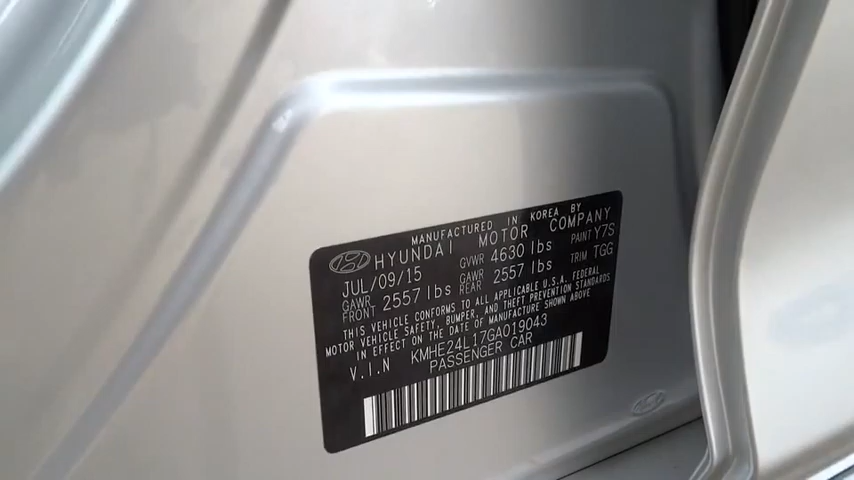 MANUFACTURED IN KOREA BY
HYUNDAI MOTOR COMPANY
JUL/09/15 GVWR 4630 lbs PAINT Y7S
GAWR FRONT 2557 lbs GAWR REAR 2557 lbs TRIM TGG
THIS VEHICLE CONFORMS TO ALL APPLICABLE U.S.A. FEDERAL
MOTOR VEHICLE SAFETY, BUMPER, AND THEFT PREVENTION STANDARDS
IN EFFECT ON THE DATE OF MANUFACTURE SHOWN ABOVE
V.I.N KMHE24L17GA019043
PASSENGER CAR